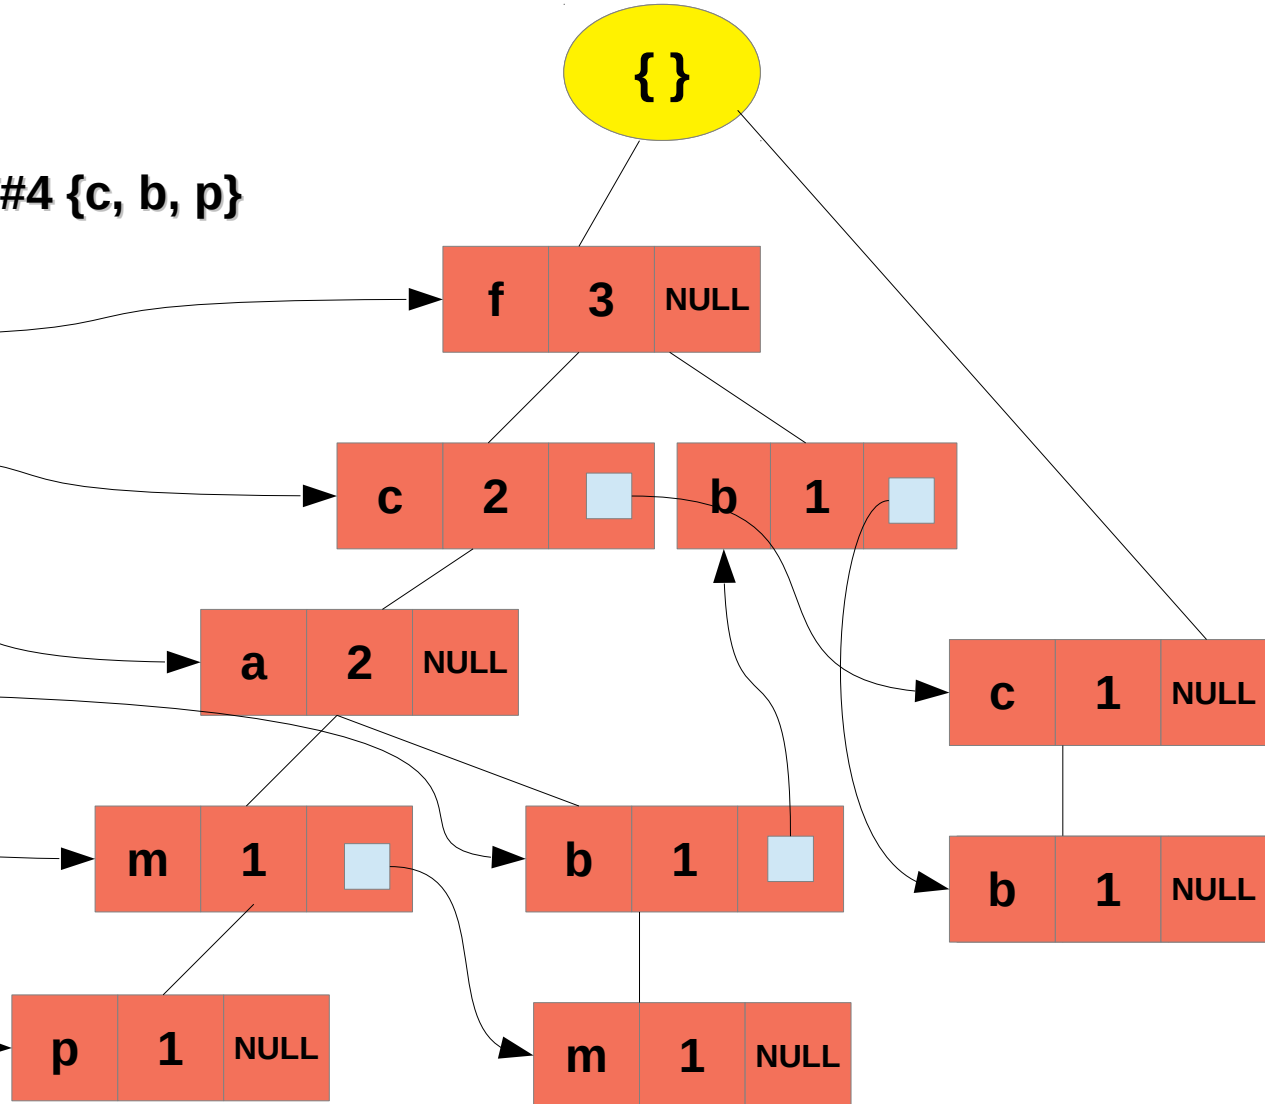 { }
#4 {c, b, p}
f 3 NULL
c 2
b 1
a 2 NULL
c 1 NULL
m 1
b 1
b 1 NULL
p 1 NULL
m 1 NULL